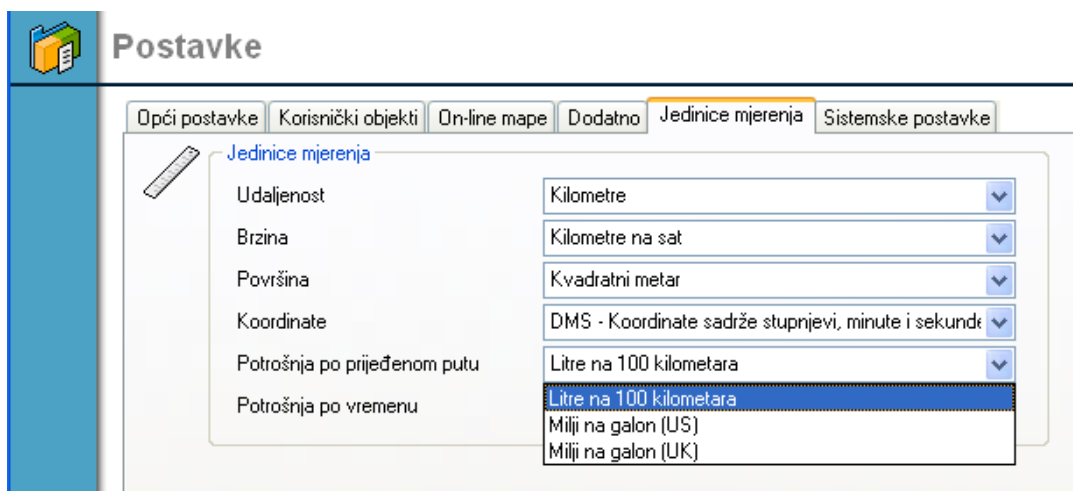 Postavke
Opći postavke Korisnički objekti On-line mape Dodatno Jedinice mjerenja Sistemske postavke
Jedinice mjerenja
Udaljenost Kilometre
Brzina Kilometre na sat
Površina Kvadratni metar
Koordinate DMS - Koordinate sadrže stupnjevi, minute i sekunde
Potrošnja po prijeđenom putu Litre na 100 kilometara
Litre na 100 kilometara
Potrošnja po vremenu
Milji na galon (US)
Milji na galon (UK)